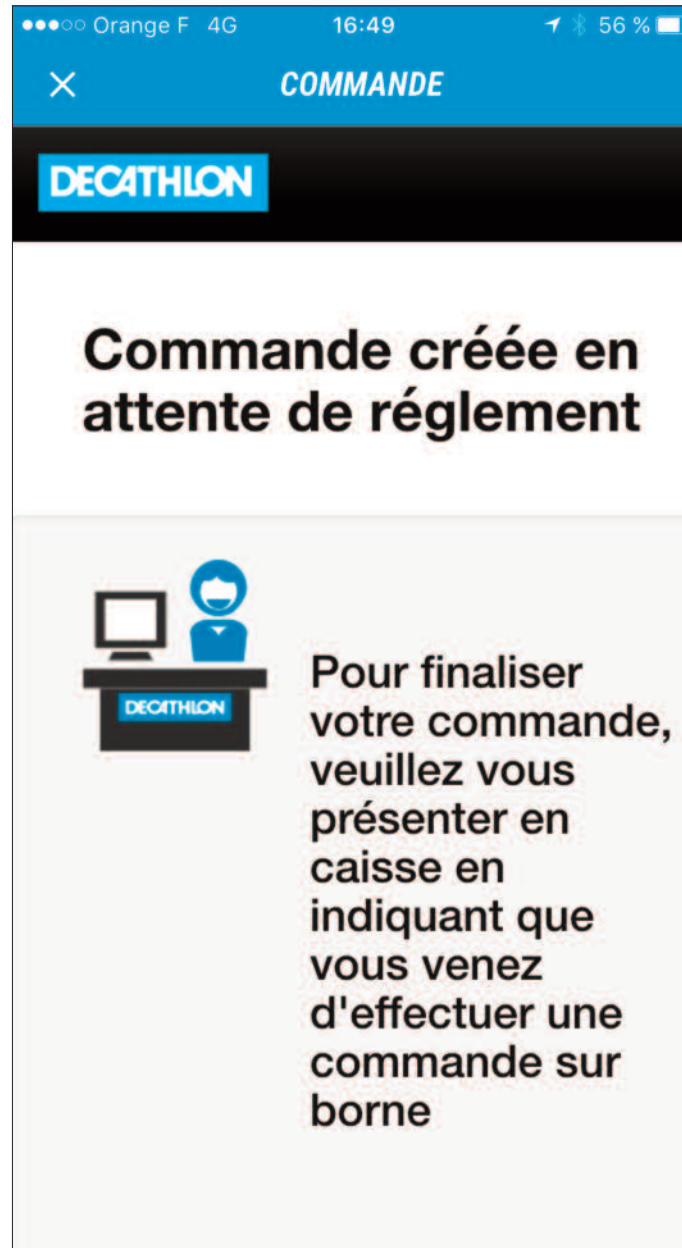 Orange F 4G 16:49 56 %
COMMANDE
DECATHLON
Commande créée en
attente de réglement
DECATHLON
Pour finaliser
votre commande,
veuillez vous
présenter en
caisse en
indiquant que
vous venez
d'effectuer une
commande sur
borne